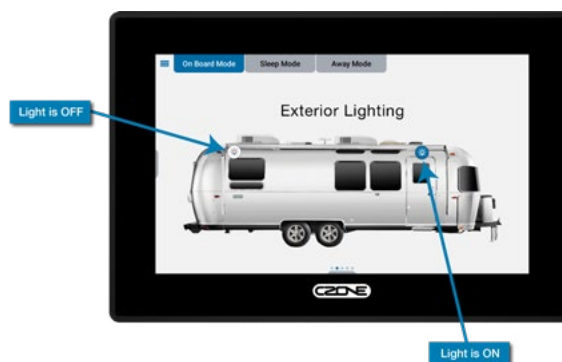 On Board Mode
Sleep Mode
Away Mode
Light is OFF
Exterior Lighting
CZONE
Light is ON